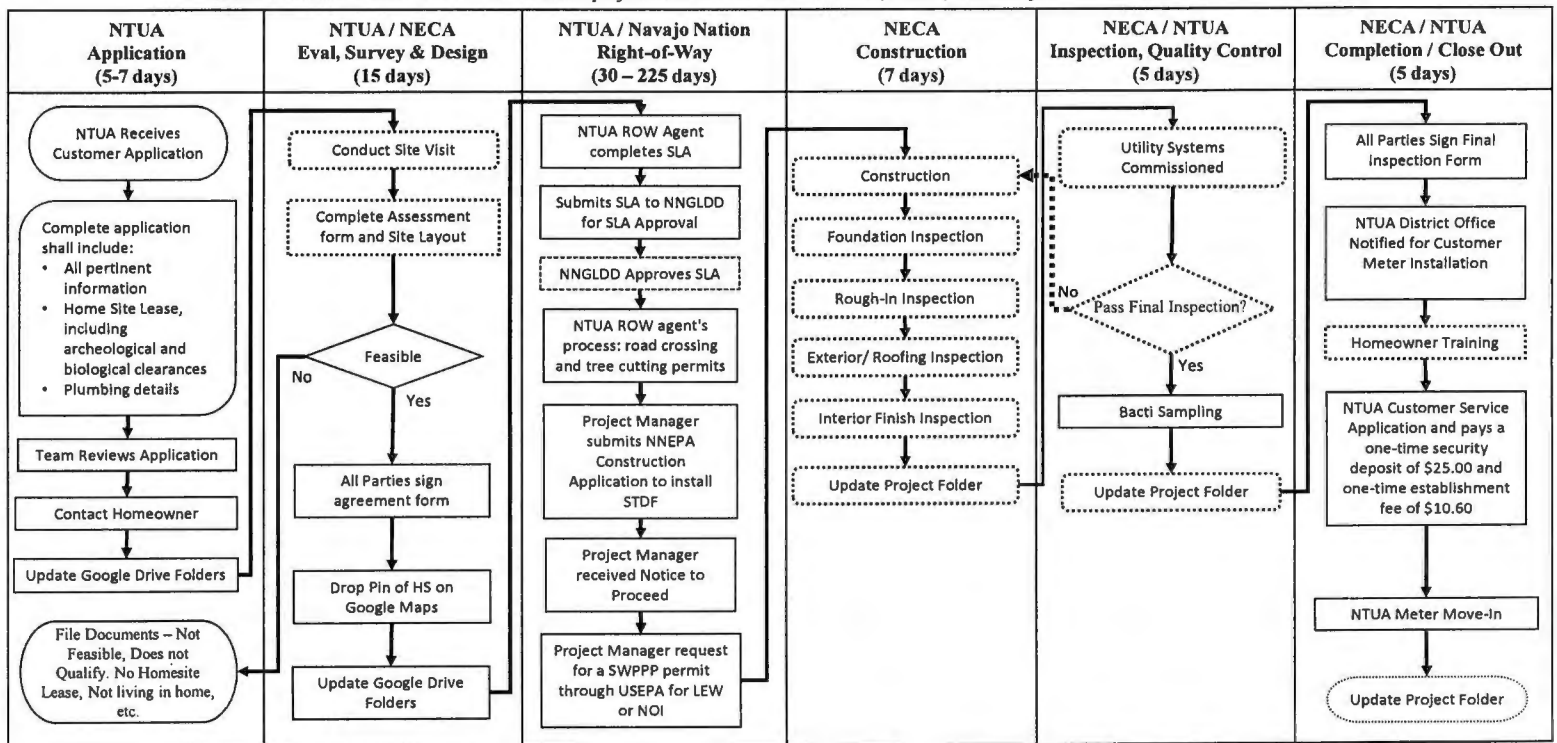 NTUA
Application
(5-7 days)
NTUA Receives
Customer Application
Complete application
shall include:
• All pertinent
information
• Home Site Lease,
including
archeological and
biological clearances
• Plumbing details
Team Reviews Application
Contact Homeowner
Update Google Drive Folders
File Documents – Not
Feasible, Does not
Qualify. No Homesite
Lease, Not living in home,
etc.
NTUA / NECA
Eval, Survey & Design
(15 days)
Conduct Site Visit
Complete Assessment
form and Site Layout
Feasible
No
Yes
All Parties sign
agreement form
Drop Pin of HS on
Google Maps
Update Google Drive
Folders
NTUA / Navajo Nation
Right-of-Way
(30 – 225 days)
NTUA ROW Agent
completes SLA
Submits SLA to NNGLDD
for SLA Approval
NNGLDD Approves SLA
NTUA ROW agent's
process: road crossing
and tree cutting permits
Project Manager
submits NNEPA
Construction
Application to install
STDF
Project Manager
received Notice to
Proceed
Project Manager request
for a SWPPP permit
through USEPA for LEW
or NOI
NECA
Construction
(7 days)
Construction
Foundation Inspection
Rough-In Inspection
Exterior/ Roofing Inspection
Interior Finish Inspection
Update Project Folder
NECA / NTUA
Inspection, Quality Control
(5 days)
Utility Systems
Commissioned
No
Pass Final Inspection?
Yes
Bacti Sampling
Update Project Folder
NECA / NTUA
Completion / Close Out
(5 days)
All Parties Sign Final
Inspection Form
NTUA District Office
Notified for Customer
Meter Installation
Homeowner Training
NTUA Customer Service
Application and pays a
one-time security
deposit of $25.00 and
one-time establishment
fee of $10.60
NTUA Meter Move-In
Update Project Folder